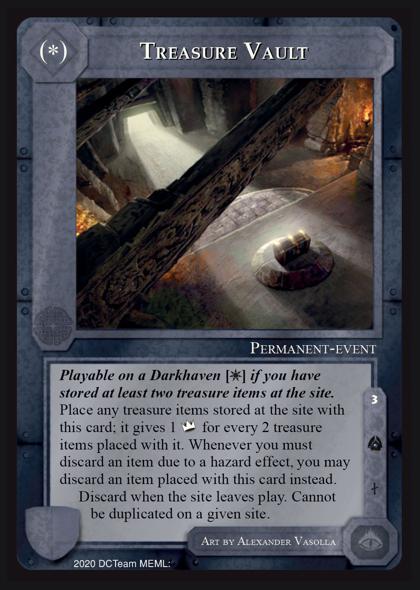 (*)
Treasure Vault
Permanent-event
Playable on a Darkhaven [☀] if you have
stored at least two treasure items at the site.
Place any treasure items stored at the site with
this card; it gives 1 for every 2 treasure
items placed with it. Whenever you must
discard an item due to a hazard effect, you may
discard an item placed with this card instead.
Discard when the site leaves play. Cannot
be duplicated on a given site.
3
Art by Alexander Vasolla
2020 DCTeam MEML: